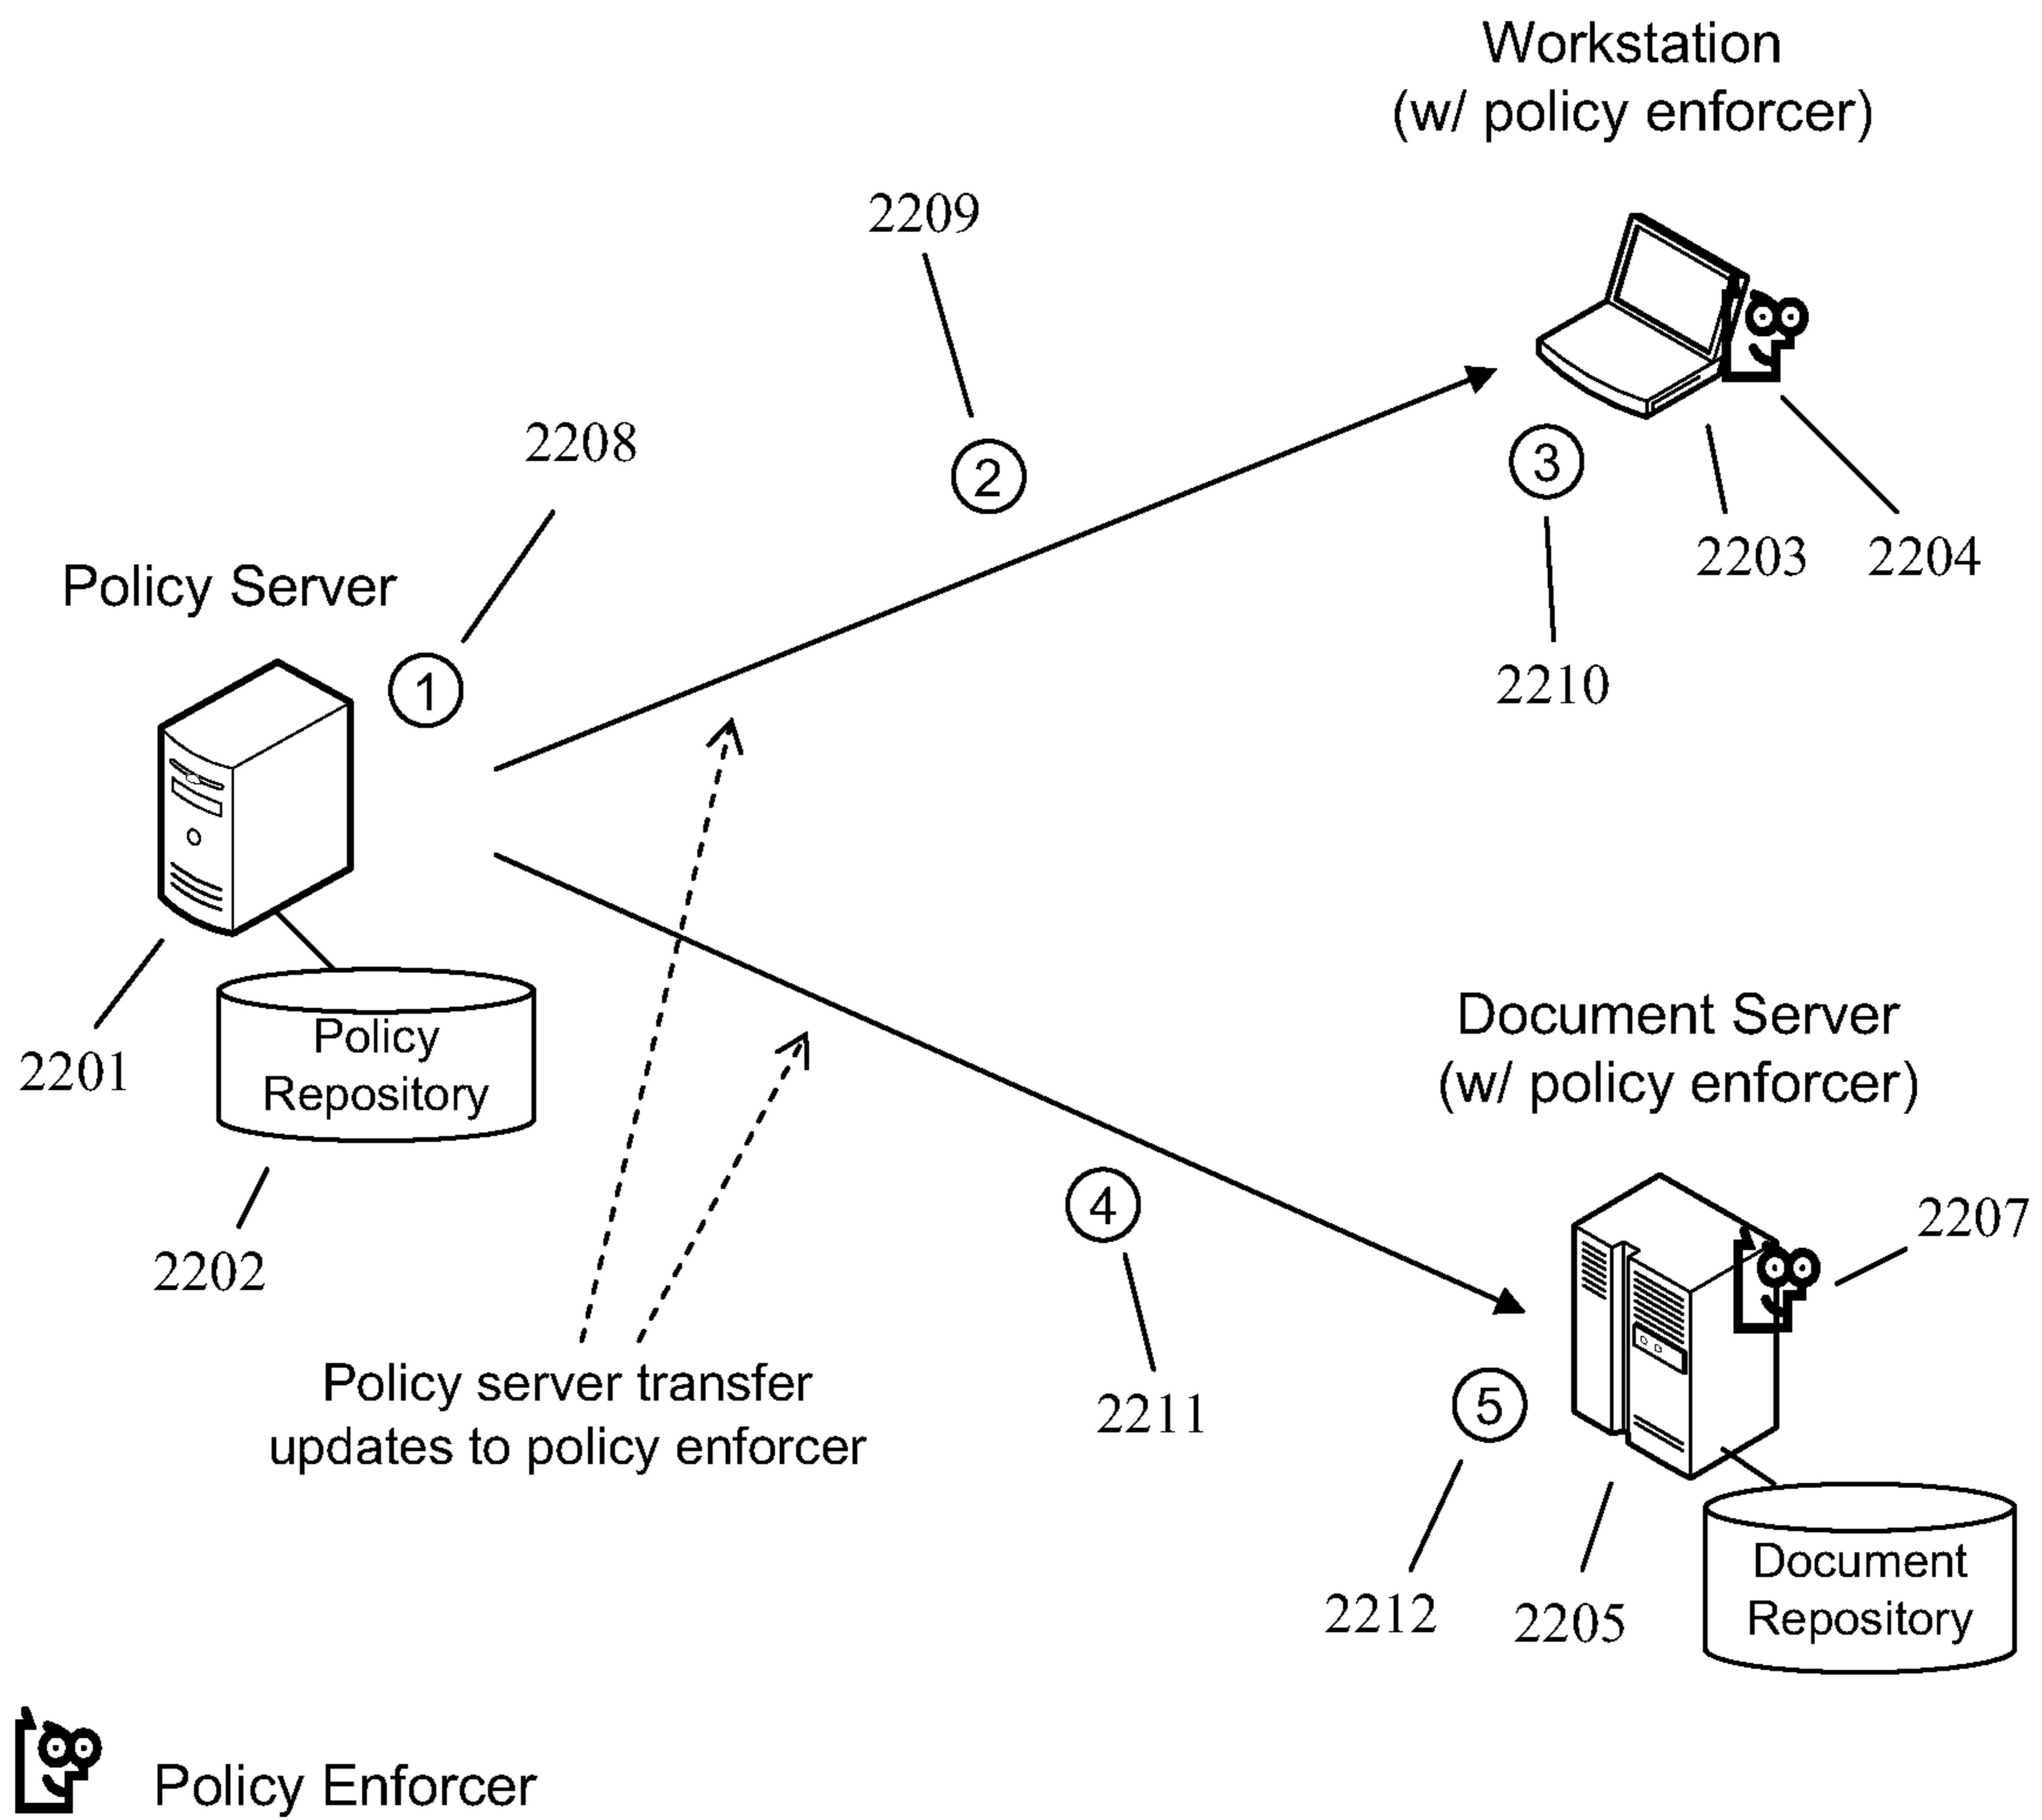 Workstation
(w/ policy enforcer)
2209
2208
2
3
2203
2204
Policy Server
1
2210
Policy
Repository
2201
2202
Document Server
(w/ policy enforcer)
4
2207
Policy server transfer
updates to policy enforcer
2211
5
2212
2205
Document
Repository
Policy Enforcer